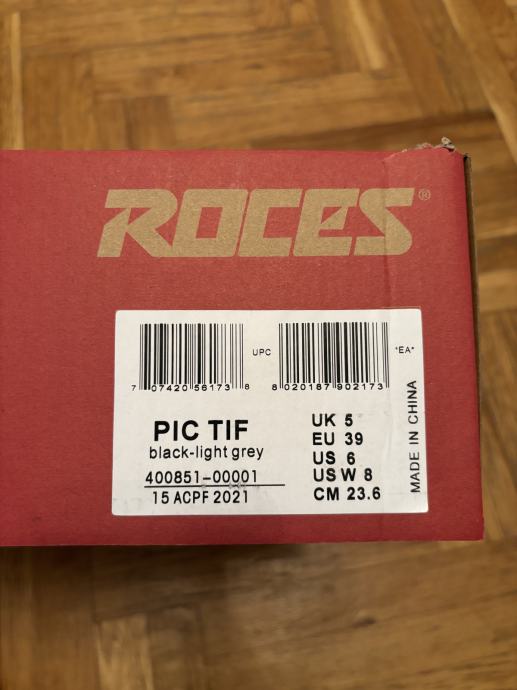 ROCES®
UPC
"EA"
7 07420 56173 8
8 020187 902173
PIC TIF
black-light grey
400851-00001
15 ACPF 2021
UK 5
EU 39
US 6
US W 8
CM 23.6
MADE IN CHINA